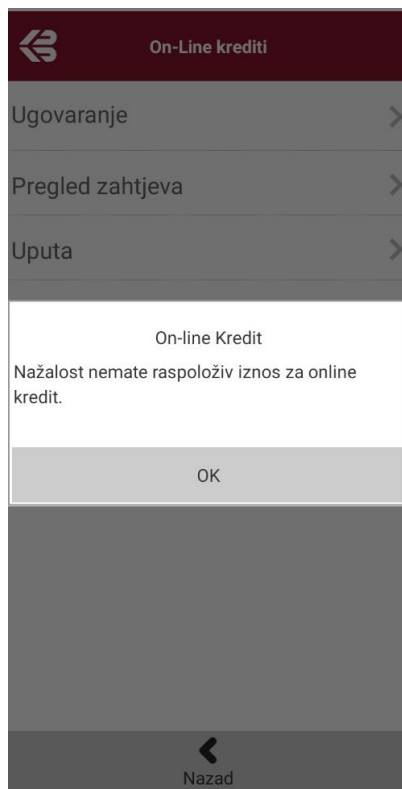 On-Line krediti
Ugovaranje
Pregled zahtjeva
Uputa
On-line Kredit
Nažalost nemate raspoloživ iznos za online
kredit.
OK
Nazad